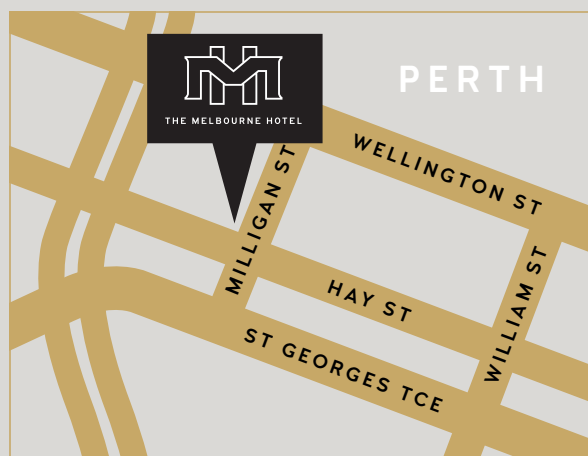 PERTH
THE MELBOURNE HOTEL
WELLINGTON ST
MILLIGAN ST
WILLIAM ST
HAY ST
ST GEORGES TCE